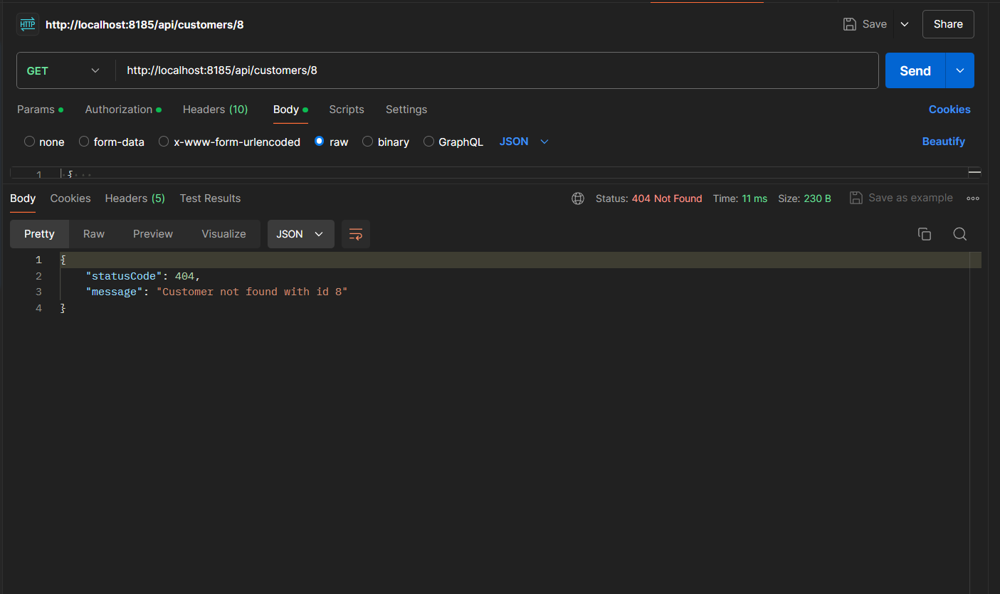 HTTP http://localhost:8185/api/customers/8 Save Share
GET http://localhost:8185/api/customers/8 Send
Params Authorization Headers (10) Body Scripts Settings Cookies
none form-data x-www-form-urlencoded raw binary GraphQL JSON Beautify
1 {
Body Cookies Headers (5) Test Results Status: 404 Not Found Time: 11 ms Size: 230 B Save as example
Pretty Raw Preview Visualize JSON
1 {
2 "statusCode": 404,
3 "message": "Customer not found with id 8"
4 }